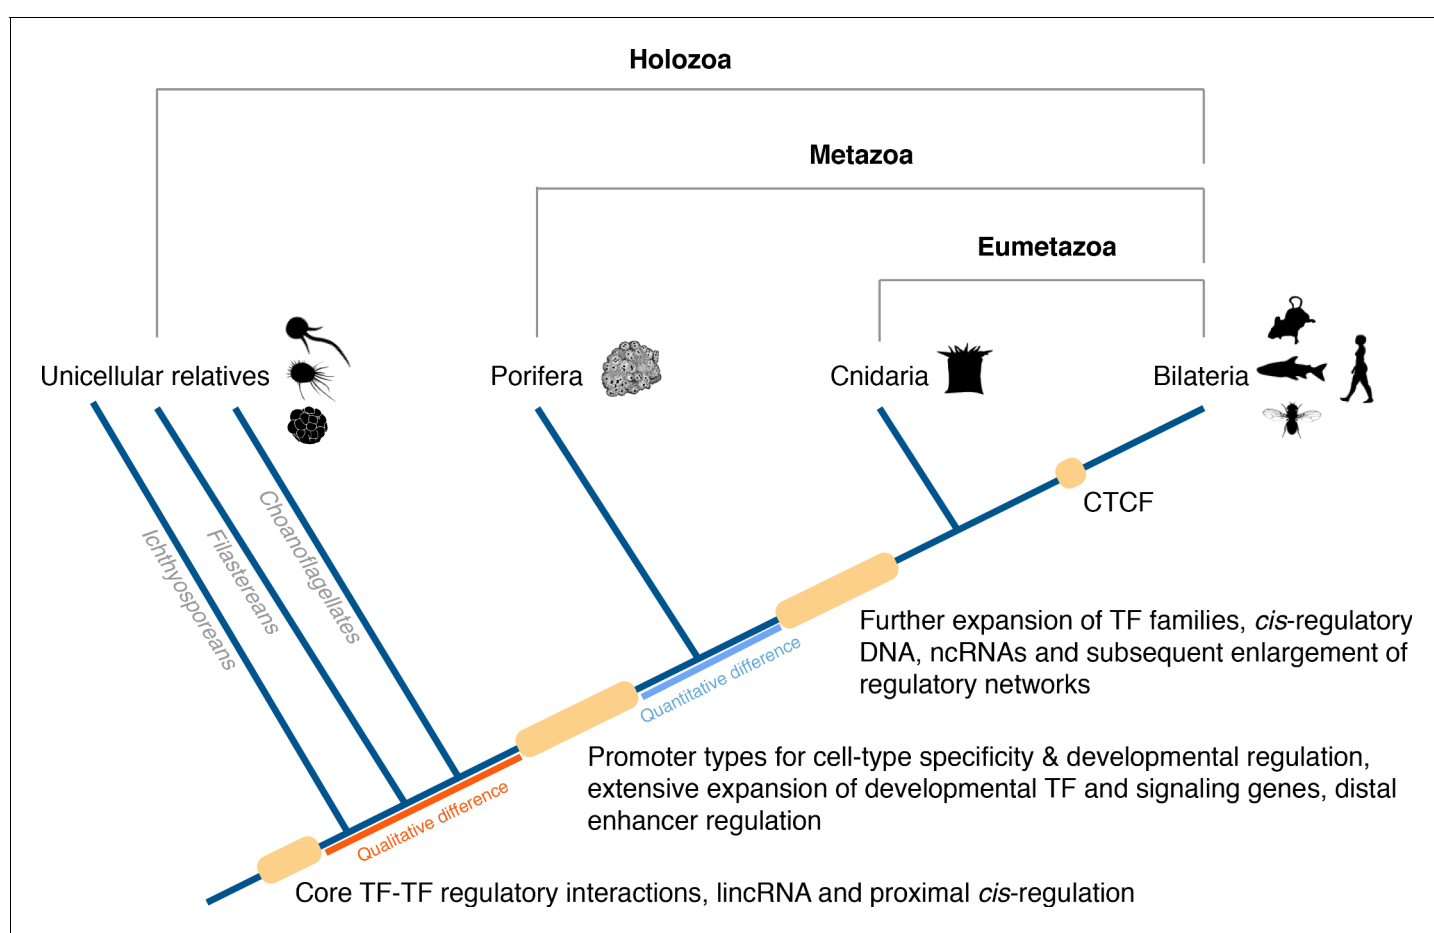 Holozoa
Metazoa
Eumetazoa
Unicellular relatives
Porifera
Cnidaria
Bilateria
Ichthyosporeans
Filastereans
Choanoflagellates
CTCF
Further expansion of TF families, cis-regulatory
DNA, ncRNAs and subsequent enlargement of
regulatory networks
Quantitative difference
Promoter types for cell-type specificity & developmental regulation,
extensive expansion of developmental TF and signaling genes, distal
enhancer regulation
Qualitative difference
Core TF-TF regulatory interactions, lincRNA and proximal cis-regulation